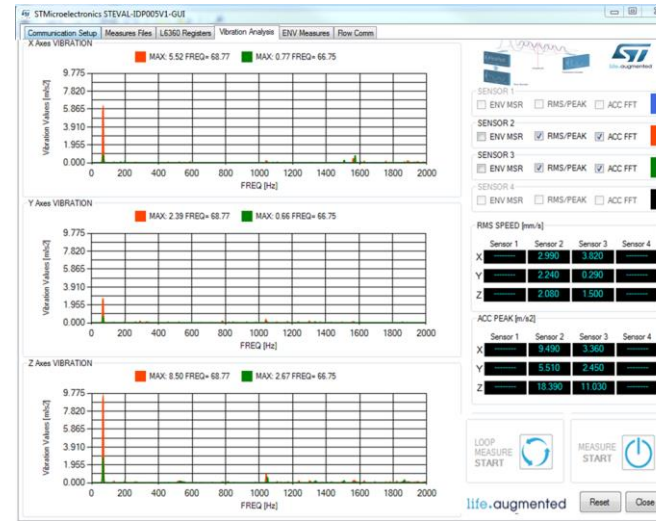 STMicroelectronics STEVAL-IDP005V1-GUI
Communication Setup Measures Files L6360 Registers Vibration Analysis ENV Measures Flow Comm
X Axes VIBRATION
MAX: 5.52 FREQ= 68.77 MAX: 0.77 FREQ= 66.75
Vibration Values [m/s2]
9.775
7.820
5.865
3.910
1.955
0.000
0 200 400 600 800 1000 1200 1400 1600 1800 2000
FREQ [Hz]
Y Axes VIBRATION
MAX: 2.39 FREQ= 68.77 MAX: 0.66 FREQ= 66.75
Vibration Values [m/s2]
9.775
7.820
5.865
3.910
1.955
0.000
0 200 400 600 800 1000 1200 1400 1600 1800 2000
FREQ [Hz]
Z Axes VIBRATION
MAX: 8.50 FREQ= 68.77 MAX: 2.67 FREQ= 66.75
Vibration Values [m/s2]
9.775
7.820
5.865
3.910
1.955
0.000
0 200 400 600 800 1000 1200 1400 1600 1800 2000
FREQ [Hz]
life.augmented
SENSOR 1
ENV MSR RMS/PEAK ACC FFT
SENSOR 2
ENV MSR RMS/PEAK ACC FFT
SENSOR 3
ENV MSR RMS/PEAK ACC FFT
SENSOR 4
ENV MSR RMS/PEAK ACC FFT
RMS SPEED [mm/s]
Sensor 1 Sensor 2 Sensor 3 Sensor 4
X 2.990 3.820
Y 2.240 0.290
Z 2.080 1.500
ACC PEAK [m/s2]
Sensor 1 Sensor 2 Sensor 3 Sensor 4
X 9.490 3.360
Y 5.510 2.450
Z 18.390 11.030
LOOP
MEASURE
START
MEASURE
START
life.augmented
Reset Close